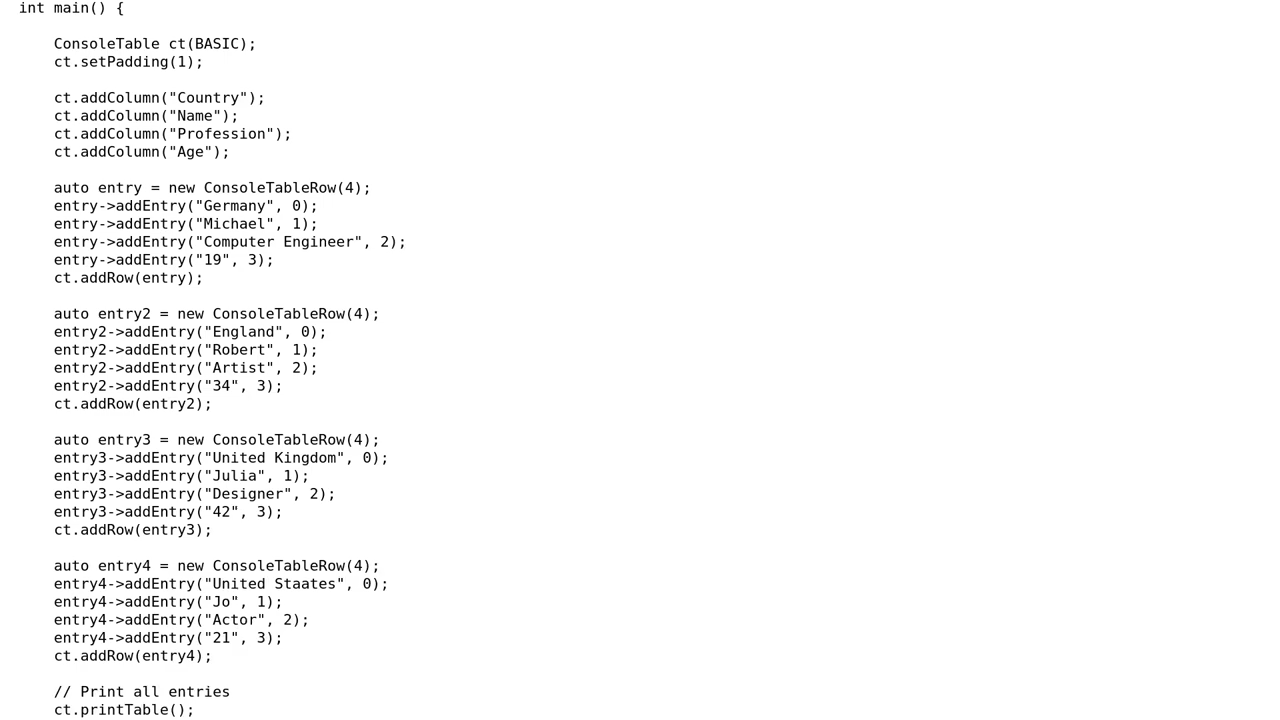 int main() {
ConsoleTable ct(BASIC);
ct.setPadding(1);
ct.addColumn("Country");
ct.addColumn("Name");
ct.addColumn("Profession");
ct.addColumn("Age");
auto entry = new ConsoleTableRow(4);
entry->addEntry("Germany", 0);
entry->addEntry("Michael", 1);
entry->addEntry("Computer Engineer", 2);
entry->addEntry("19", 3);
ct.addRow(entry);
auto entry2 = new ConsoleTableRow(4);
entry2->addEntry("England", 0);
entry2->addEntry("Robert", 1);
entry2->addEntry("Artist", 2);
entry2->addEntry("34", 3);
ct.addRow(entry2);
auto entry3 = new ConsoleTableRow(4);
entry3->addEntry("United Kingdom", 0);
entry3->addEntry("Julia", 1);
entry3->addEntry("Designer", 2);
entry3->addEntry("42", 3);
ct.addRow(entry3);
auto entry4 = new ConsoleTableRow(4);
entry4->addEntry("United Staates", 0);
entry4->addEntry("Jo", 1);
entry4->addEntry("Actor", 2);
entry4->addEntry("21", 3);
ct.addRow(entry4);
// Print all entries
ct.printTable();